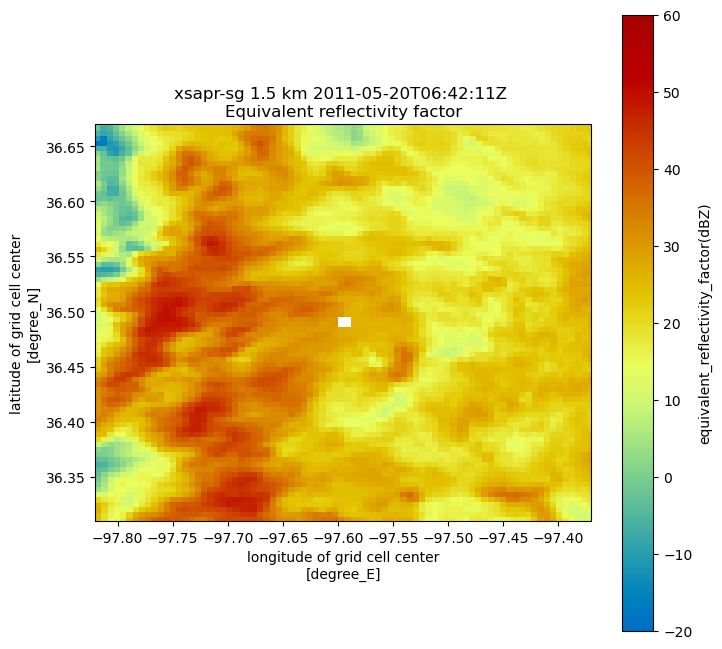 xsapr-sg 1.5 km 2011-05-20T06:42:11Z
Equivalent reflectivity factor
36.65
36.60
36.55
36.50
36.45
36.40
36.35
latitude of grid cell center
[degree_N]
−97.80 −97.75 −97.70 −97.65 −97.60 −97.55 −97.50 −97.45 −97.40
longitude of grid cell center
[degree_E]
60
50
40
30
20
10
0
−10
−20
equivalent_reflectivity_factor(dBZ)